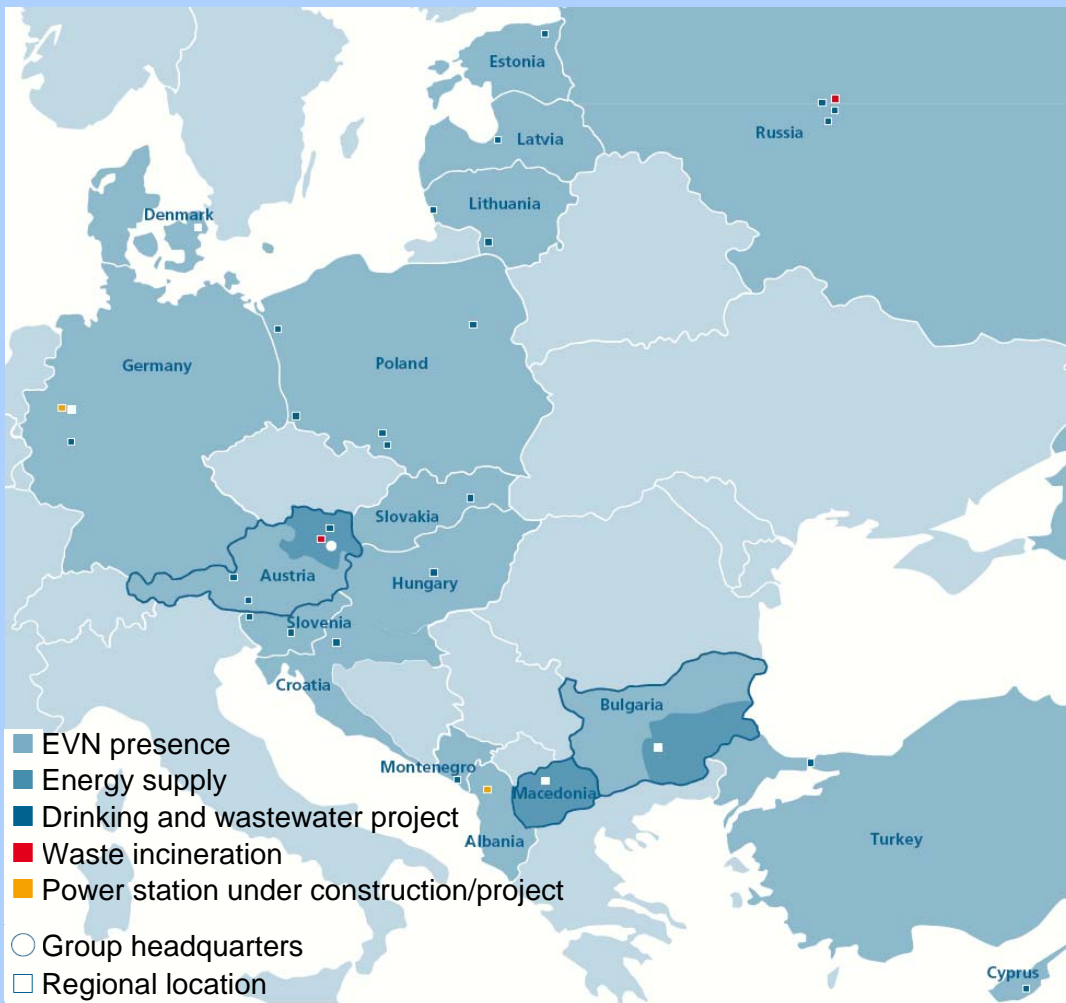 Estonia
Russia
Latvia
Lithuania
Denmark
Germany
Poland
Slovakia
Austria
Hungary
Slovenia
Croatia
Bulgaria
EVN presence
Energy supply
Montenegro
Macedonia
Drinking and wastewater project
Albania
Turkey
Waste incineration
Power station under construction/project
Group headquarters
Cyprus
Regional location